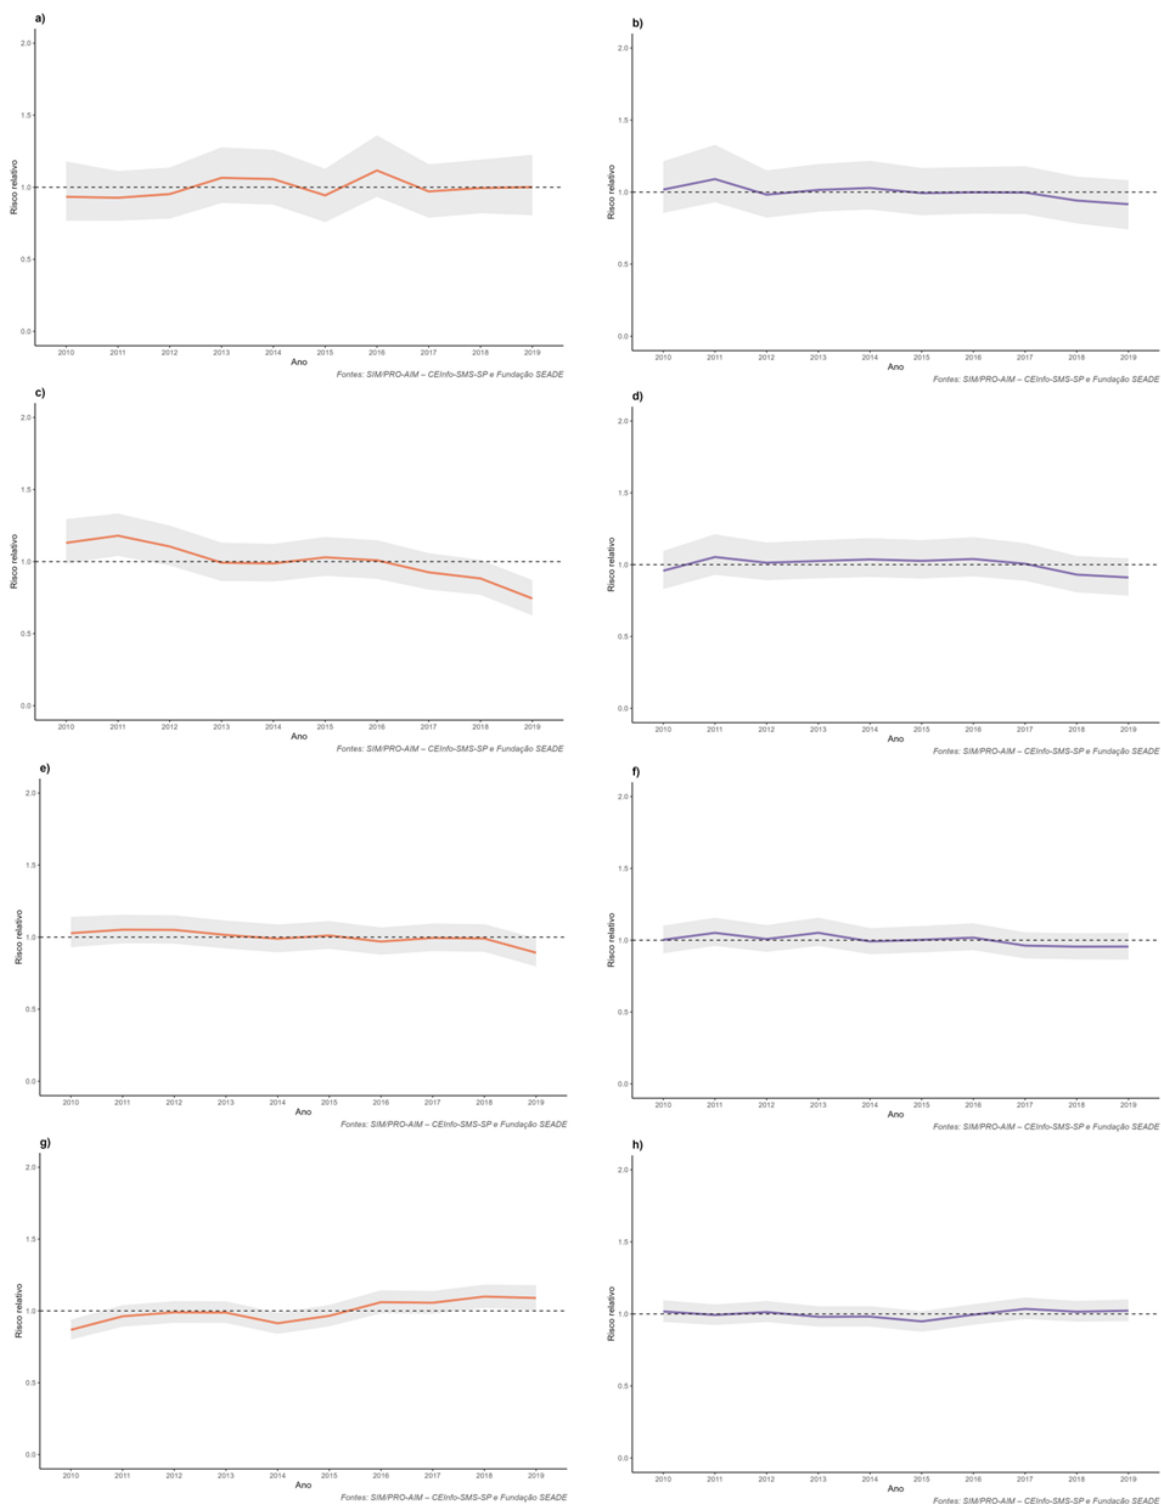 a)
2.0
1.5
1.0
0.5
0.0
Risco relativo
2010 2011 2012 2013 2014 2015 2016 2017 2018 2019
Ano
Fontes: SIM/PRO-AIM – CEInfo-SMS-SP e Fundação SEADE
b)
2.0
1.5
1.0
0.5
0.0
Risco relativo
2010 2011 2012 2013 2014 2015 2016 2017 2018 2019
Ano
Fontes: SIM/PRO-AIM – CEInfo-SMS-SP e Fundação SEADE
c)
2.0
1.5
1.0
0.5
0.0
Risco relativo
2010 2011 2012 2013 2014 2015 2016 2017 2018 2019
Ano
Fontes: SIM/PRO-AIM – CEInfo-SMS-SP e Fundação SEADE
d)
2.0
1.5
1.0
0.5
0.0
Risco relativo
2010 2011 2012 2013 2014 2015 2016 2017 2018 2019
Ano
Fontes: SIM/PRO-AIM – CEInfo-SMS-SP e Fundação SEADE
e)
2.0
1.5
1.0
0.5
0.0
Risco relativo
2010 2011 2012 2013 2014 2015 2016 2017 2018 2019
Ano
Fontes: SIM/PRO-AIM – CEInfo-SMS-SP e Fundação SEADE
f)
2.0
1.5
1.0
0.5
0.0
Risco relativo
2010 2011 2012 2013 2014 2015 2016 2017 2018 2019
Ano
Fontes: SIM/PRO-AIM – CEInfo-SMS-SP e Fundação SEADE
g)
2.0
1.5
1.0
0.5
0.0
Risco relativo
2010 2011 2012 2013 2014 2015 2016 2017 2018 2019
Ano
Fontes: SIM/PRO-AIM – CEInfo-SMS-SP e Fundação SEADE
h)
2.0
1.5
1.0
0.5
0.0
Risco relativo
2010 2011 2012 2013 2014 2015 2016 2017 2018 2019
Ano
Fontes: SIM/PRO-AIM – CEInfo-SMS-SP e Fundação SEADE